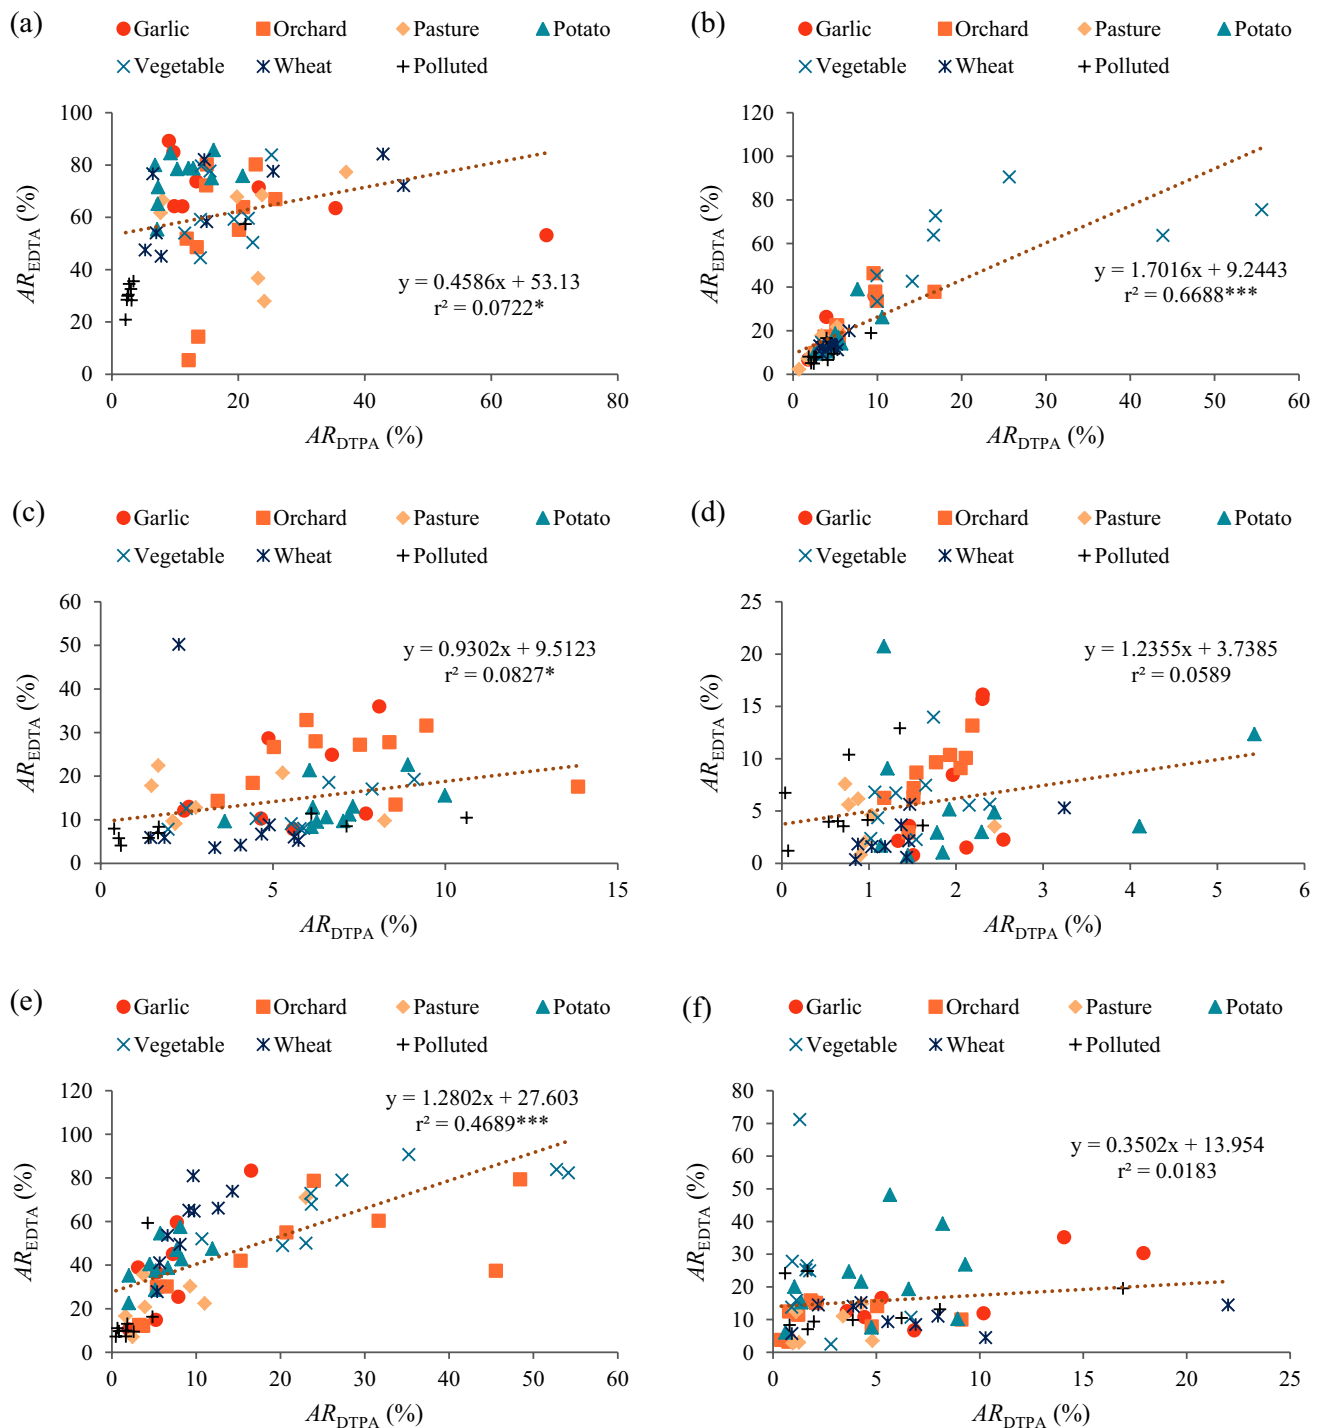 (a)
Garlic Orchard Pasture Potato
Vegetable Wheat Polluted
100
80
60
40
20
0
AR_EDTA (%)
y = 0.4586x + 53.13
r² = 0.0722*
0 20 40 60 80
AR_DTPA (%)
(b)
Garlic Orchard Pasture Potato
Vegetable Wheat Polluted
120
100
80
60
40
20
0
AR_EDTA (%)
y = 1.7016x + 9.2443
r² = 0.6688***
0 10 20 30 40 50 60
AR_DTPA (%)
(c)
Garlic Orchard Pasture Potato
Vegetable Wheat Polluted
60
50
40
30
20
10
0
AR_EDTA (%)
y = 0.9302x + 9.5123
r² = 0.0827*
0 5 10 15
AR_DTPA (%)
(d)
Garlic Orchard Pasture Potato
Vegetable Wheat Polluted
25
20
15
10
5
0
AR_EDTA (%)
y = 1.2355x + 3.7385
r² = 0.0589
0 1 2 3 4 5 6
AR_DTPA (%)
(e)
Garlic Orchard Pasture Potato
Vegetable Wheat Polluted
120
100
80
60
40
20
0
AR_EDTA (%)
y = 1.2802x + 27.603
r² = 0.4689***
0 10 20 30 40 50 60
AR_DTPA (%)
(f)
Garlic Orchard Pasture Potato
Vegetable Wheat Polluted
80
70
60
50
40
30
20
10
0
AR_EDTA (%)
y = 0.3502x + 13.954
r² = 0.0183
0 5 10 15 20 25
AR_DTPA (%)